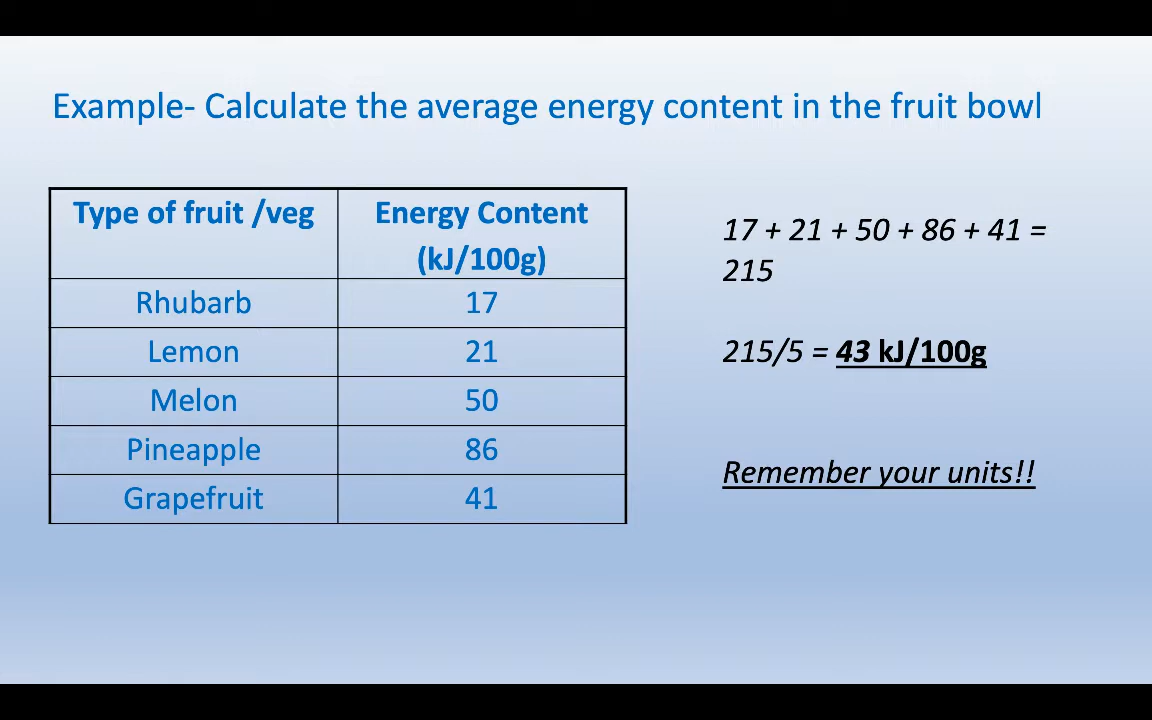 Example- Calculate the average energy content in the fruit bowl
Type of fruit /veg
Energy Content
(kJ/100g)
Rhubarb 17
Lemon 21
Melon 50
Pineapple 86
Grapefruit 41
17 + 21 + 50 + 86 + 41 =
215
215/5 = 43 kJ/100g
Remember your units!!